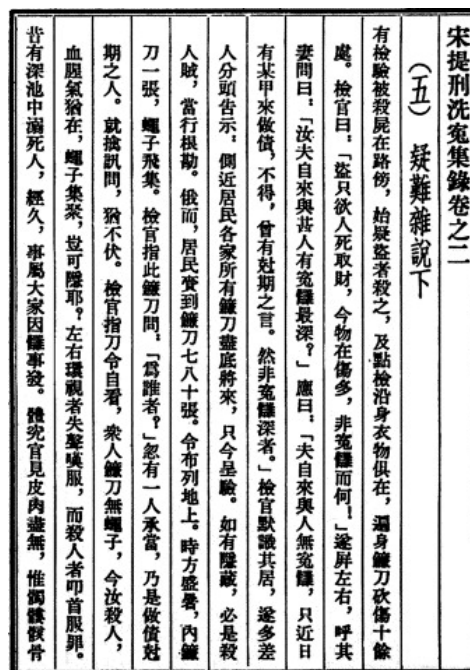 宋提刑洗冤集錄卷之二
（五）　疑難雜說下
有檢驗被殺屍在路傍，始疑盜者殺之，及點檢沿身衣物俱在，遍身鐮刀砍傷十餘
處。檢官曰：「盜只欲人死取財，今物在傷多，非冤讎而何！」遂屏左右，呼其
妻問曰：「汝夫自來與甚人有冤讎最深？」應曰：「夫自來與人無冤讎，只近日
有某甲來做債，不得，曾有尅期之言。然非冤讎深者。」檢官默識其居，遂多差
人分頭告示：側近居民各家所有鐮刀盡底將來，只今呈驗。如有隱藏，必是殺
人賊，當行根勘。俄而，居民賫到鐮刀七八十張。令布列地上。時方盛暑，內鐮
刀一張，蠅子飛集。檢官指此鐮刀問：「爲誰者？」忽有一人承當，乃是做債尅
期之人。就擒訊問，猶不伏。檢官指刀令自看，衆人鐮刀無蠅子，今汝殺人，
血腥氣猶在，蠅子集聚，豈可隱耶？左右環視者失聲嘆服，而殺人者叩首服罪。
昔有深池中溺死人，經久，事屬大家因讎事發。體究官見皮肉盡無，惟髑髏骸骨